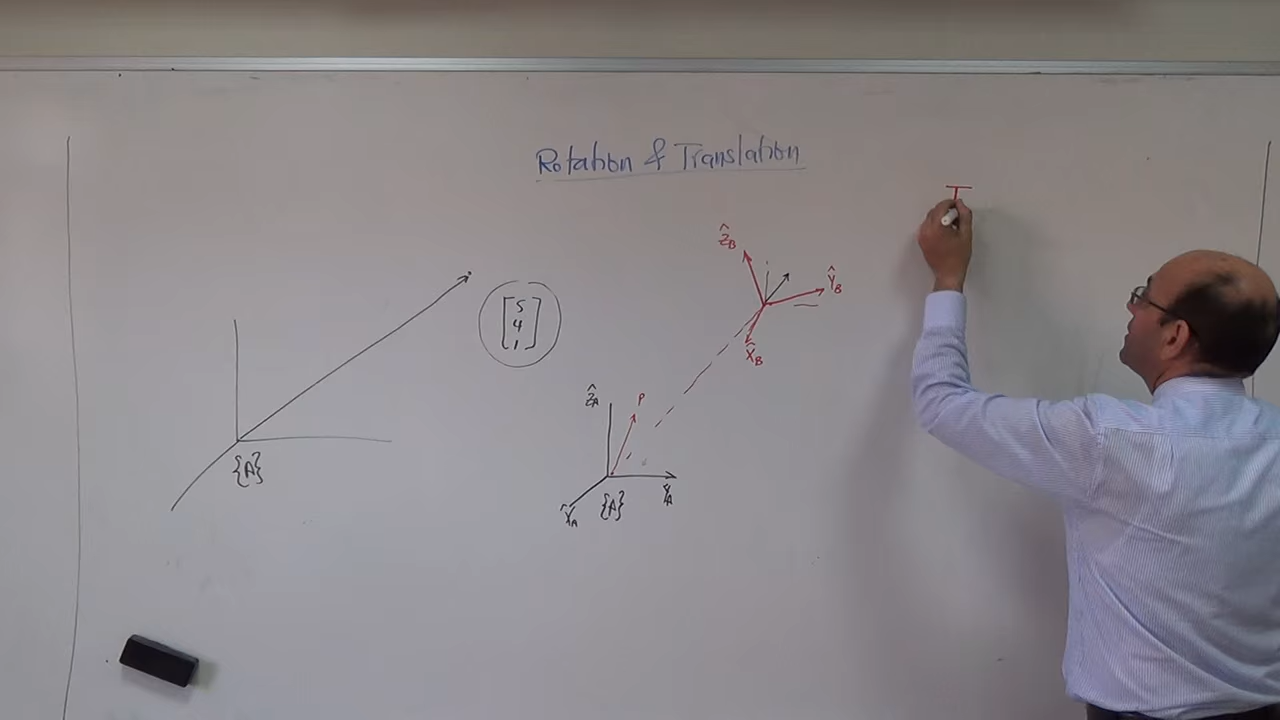 Rotation & Translation
T
Ẑ_B
Ŷ_B
X̂_B
[5
4
1]
Ẑ_A
P
{A}
Ŷ_A
X̂_A
{A}